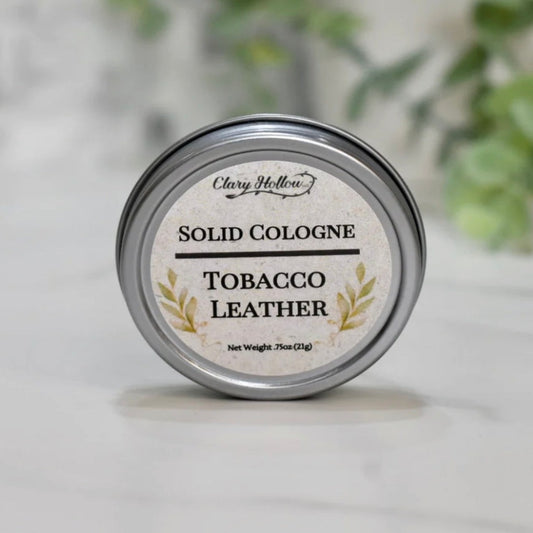 Clary Hollow
Solid Cologne
Tobacco
Leather
Net Weight .75oz (21g)